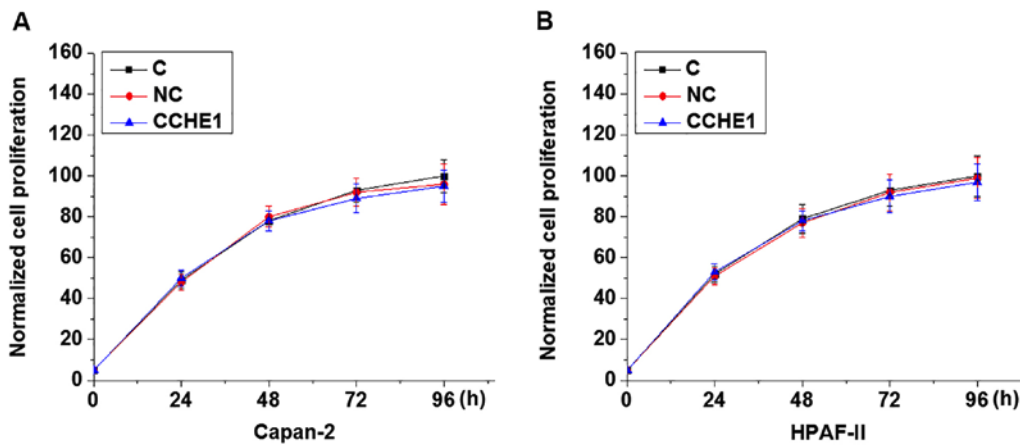 A
Normalized cell proliferation
160
140
120
100
80
60
40
20
0
C
NC
CCHE1
0 24 48 72 96 (h)
Capan-2
B
Normalized cell proliferation
160
140
120
100
80
60
40
20
0
C
NC
CCHE1
0 24 48 72 96 (h)
HPAF-II